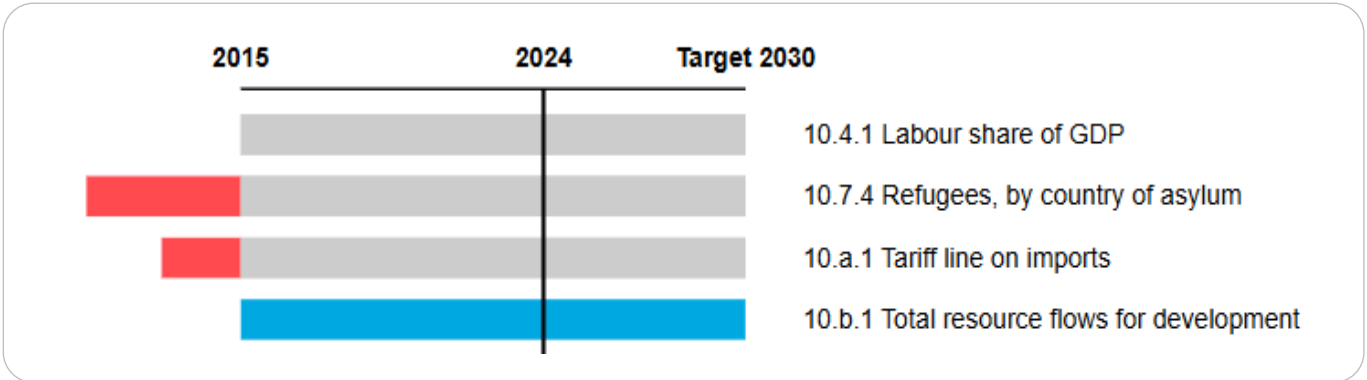 2015 2024 Target 2030
10.4.1 Labour share of GDP
10.7.4 Refugees, by country of asylum
10.a.1 Tariff line on imports
10.b.1 Total resource flows for development